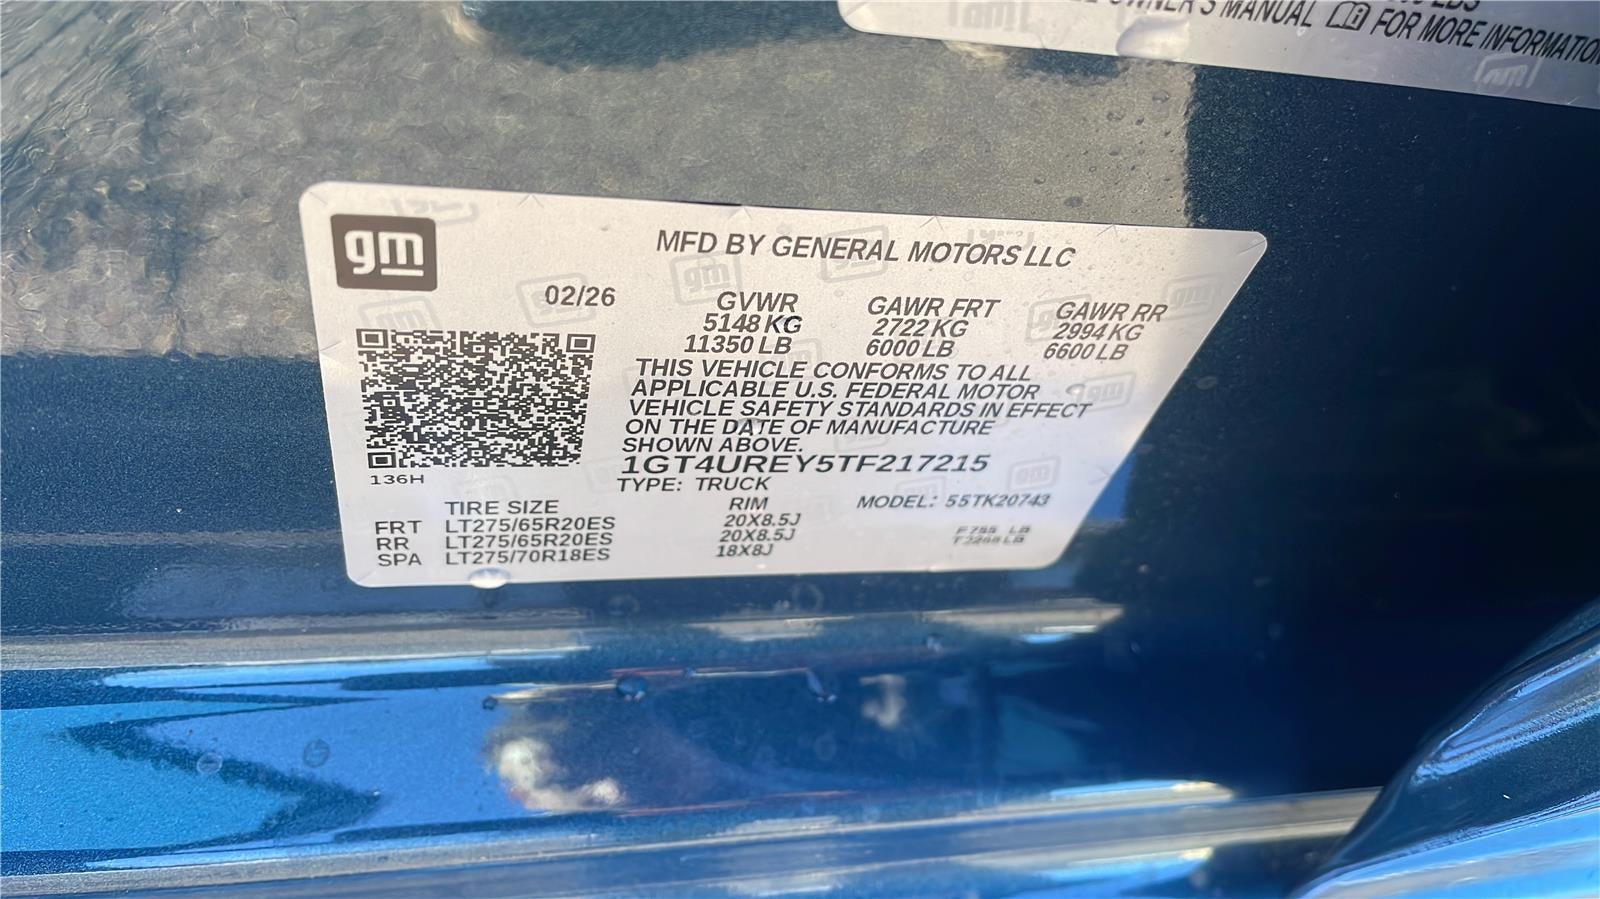 OWNER'S MANUAL FOR MORE INFORMATION
gm
MFD BY GENERAL MOTORS LLC
02/26
GVWR GAWR FRT GAWR RR
5148 KG 2722 KG 2994 KG
11350 LB 6000 LB 6600 LB
THIS VEHICLE CONFORMS TO ALL
APPLICABLE U.S. FEDERAL MOTOR
VEHICLE SAFETY STANDARDS IN EFFECT
ON THE DATE OF MANUFACTURE
SHOWN ABOVE.
1GT4UREY5TF217215
136H
TYPE: TRUCK
TIRE SIZE RIM MODEL: 55TK20743
FRT LT275/65R20ES 20X8.5J
RR LT275/65R20ES 20X8.5J
SPA LT275/70R18ES 18X8J